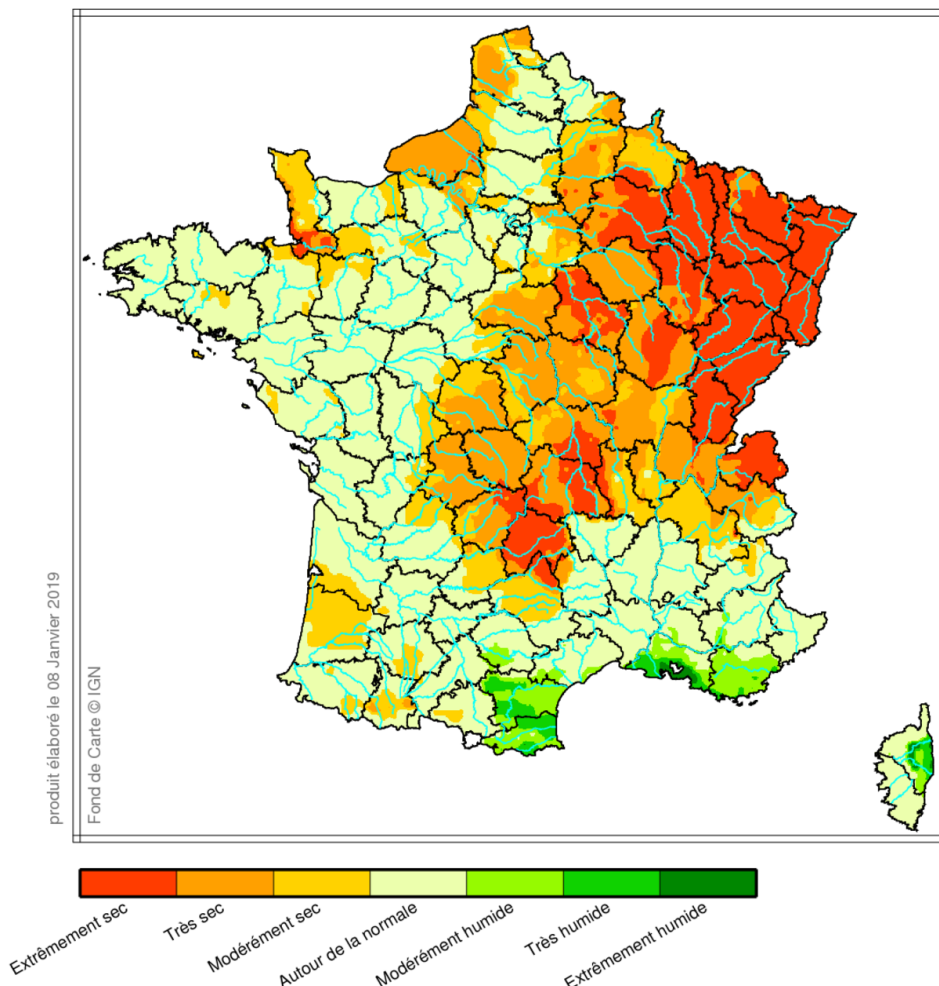 produit élaboré le 08 Janvier 2019
Fond de Carte © IGN
Extrêmement sec
Très sec
Modérément sec
Autour de la normale
Modérément humide
Très humide
Extrêmement humide